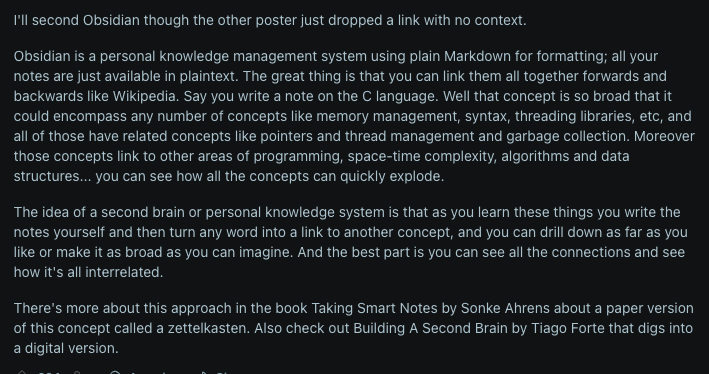 I'll second Obsidian though the other poster just dropped a link with no context.
Obsidian is a personal knowledge management system using plain Markdown for formatting; all your
notes are just available in plaintext. The great thing is that you can link them all together forwards and
backwards like Wikipedia. Say you write a note on the C language. Well that concept is so broad that it
could encompass any number of concepts like memory management, syntax, threading libraries, etc, and
all of those have related concepts like pointers and thread management and garbage collection. Moreover
those concepts link to other areas of programming, space-time complexity, algorithms and data
structures... you can see how all the concepts can quickly explode.
The idea of a second brain or personal knowledge system is that as you learn these things you write the
notes yourself and then turn any word into a link to another concept, and you can drill down as far as you
like or make it as broad as you can imagine. And the best part is you can see all the connections and see
how it's all interrelated.
There's more about this approach in the book Taking Smart Notes by Sonke Ahrens about a paper version
of this concept called a zettelkasten. Also check out Building A Second Brain by Tiago Forte that digs into
a digital version.